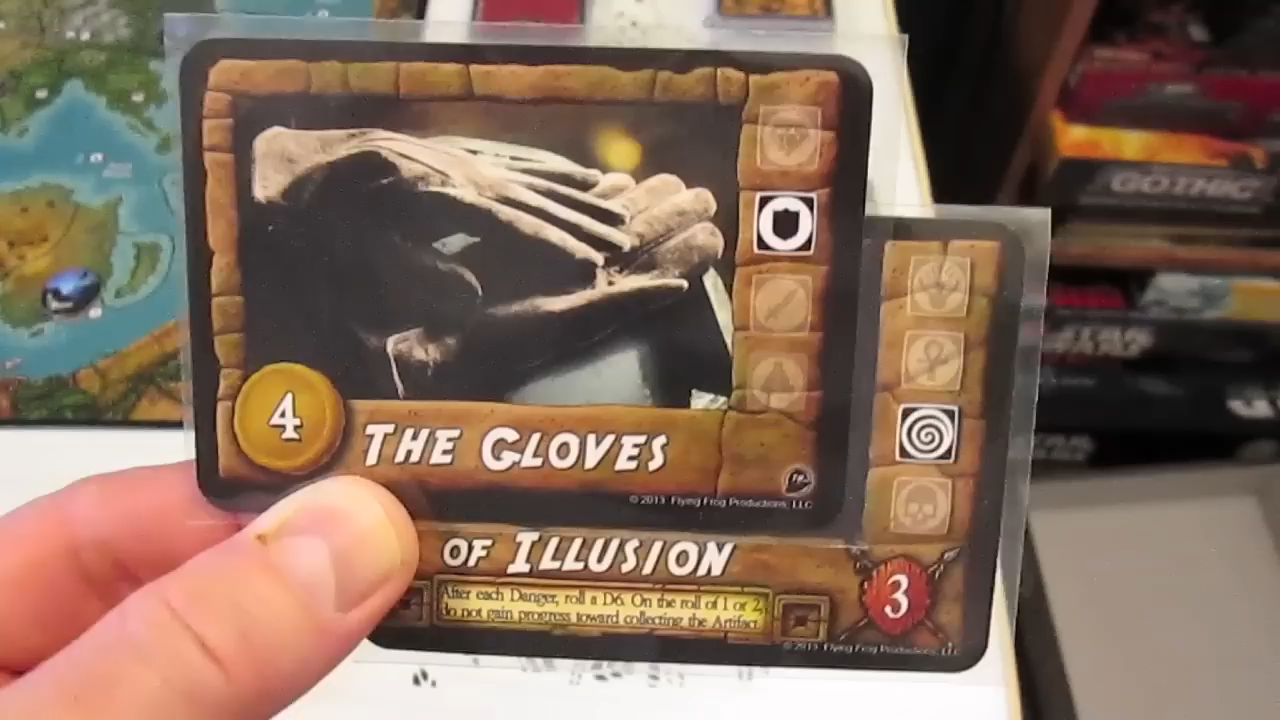 GOTHIC
STAR
WARS
STAR
4
THE GLOVES
© 2013 Flying Frog Productions, LLC
OF ILLUSION
After each Danger, roll a D6. On the roll of 1 or 2,
do not gain progress toward collecting the Artifact.
3
© 2013 Flying Frog Productions, LLC